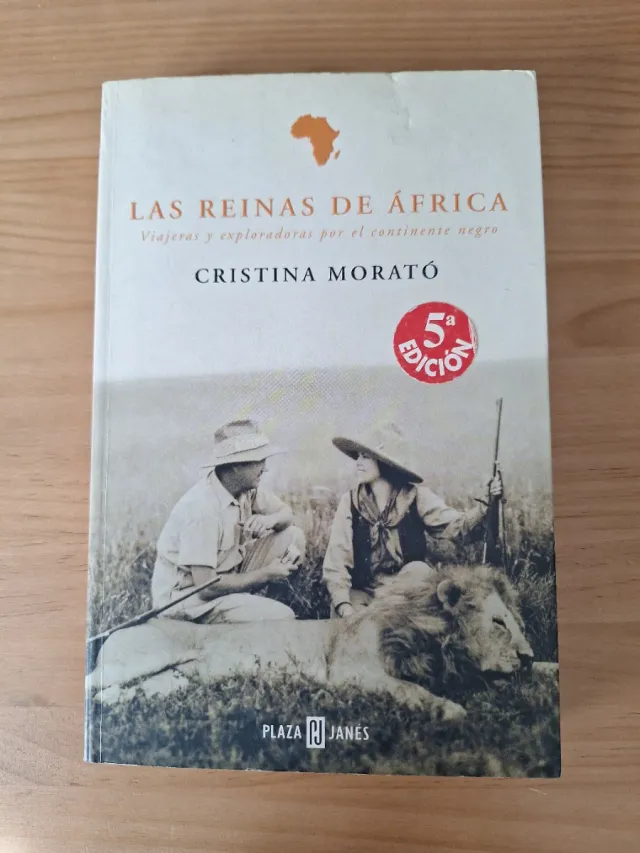 LAS REINAS DE ÁFRICA
Viajeras y exploradoras por el continente negro
CRISTINA MORATÓ
5ª
EDICIÓN
PLAZA JANÉS